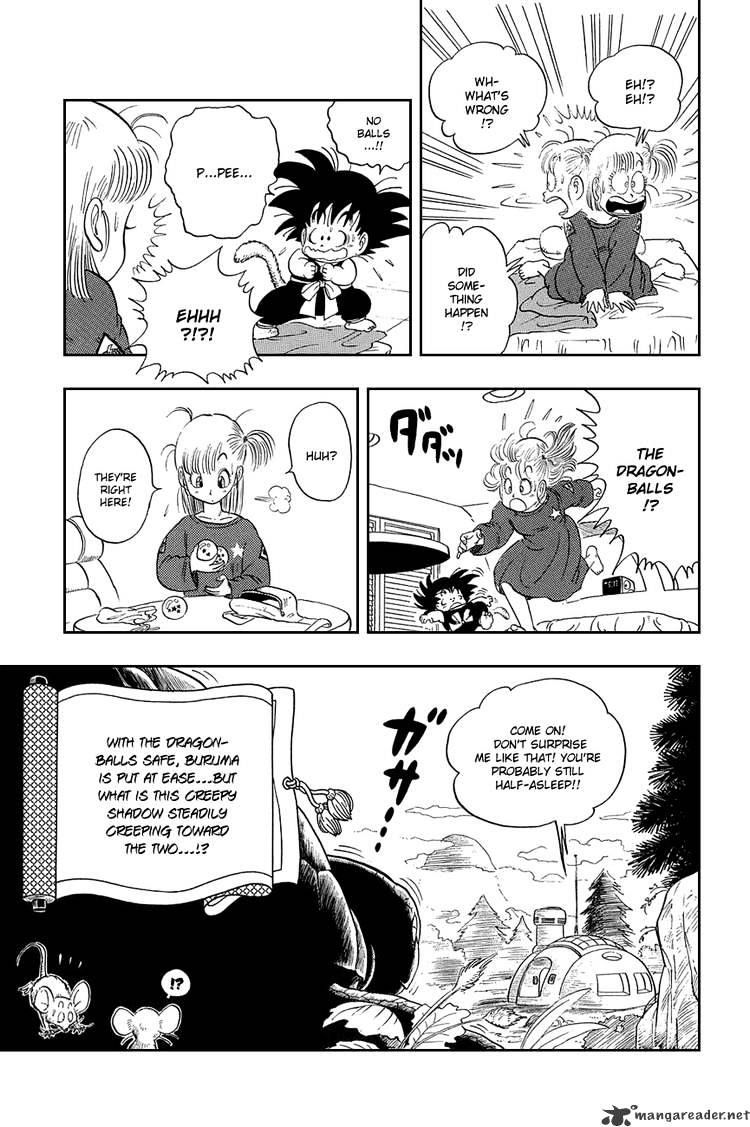 EH!?
EH!?
WH-
WHAT'S
WRONG
!?
DID
SOME-
THING
HAPPEN
!?
NO
BALLS
...!!
P...PEE...
EHHH
?!?!
THE
DRAGON-
BALLS
!?
ダダッ
HUH?
THEY'RE
RIGHT
HERE!
COME ON!
DON'T SURPRISE
ME LIKE THAT! YOU'RE
PROBABLY STILL
HALF-ASLEEP!!
ガサ...
WITH THE DRAGON-
BALLS SAFE, BURUMA
IS PUT AT EASE...BUT
WHAT IS THIS CREEPY
SHADOW STEADILY
CREEPING TOWARD
THE TWO...!?
!?
mangareader.net